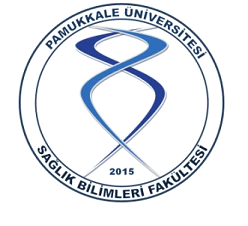 PAMUKKALE ÜNİVERSİTESİ
2015
SAĞLIK BİLİMLERİ FAKÜLTESİ